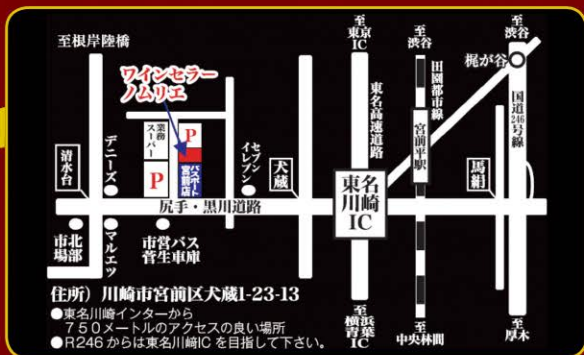 至根岸陸橋
至東京IC
至渋谷
至渋谷
梶が谷
ワインセラー
ノムリエ
東名高速道路
田園都市線
国道246号線
デニーズ
業務スーパー
P
P
パスポート宮前店
セブンイレブン
清水台
犬蔵
宮前平駅
馬絹
東名川崎IC
尻手・黒川道路
北部市場
マルエツ
市営バス
菅生車庫
住所）川崎市宮前区犬蔵1-23-13
●東名川崎インターから
750メートルのアクセスの良い場所
●R246からは東名川崎ICを目指して下さい。
至横浜青葉IC
至中央林間
至厚木